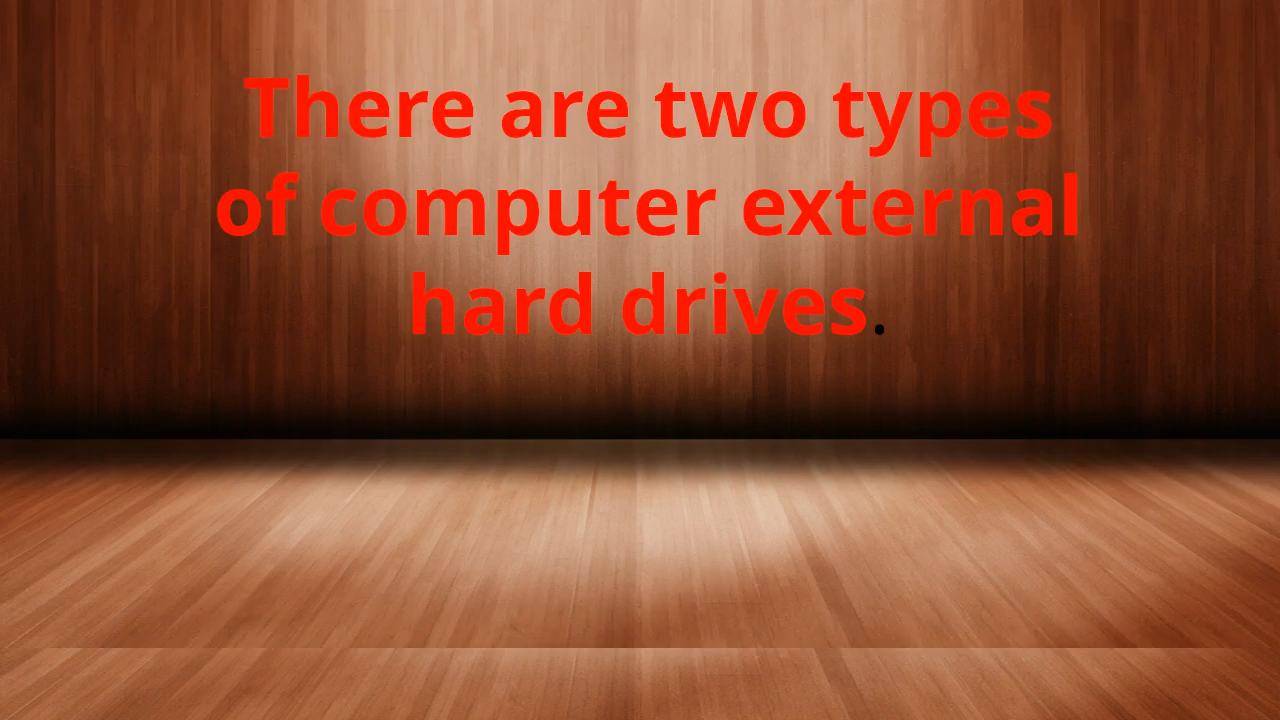 There are two types
of computer external
hard drives.